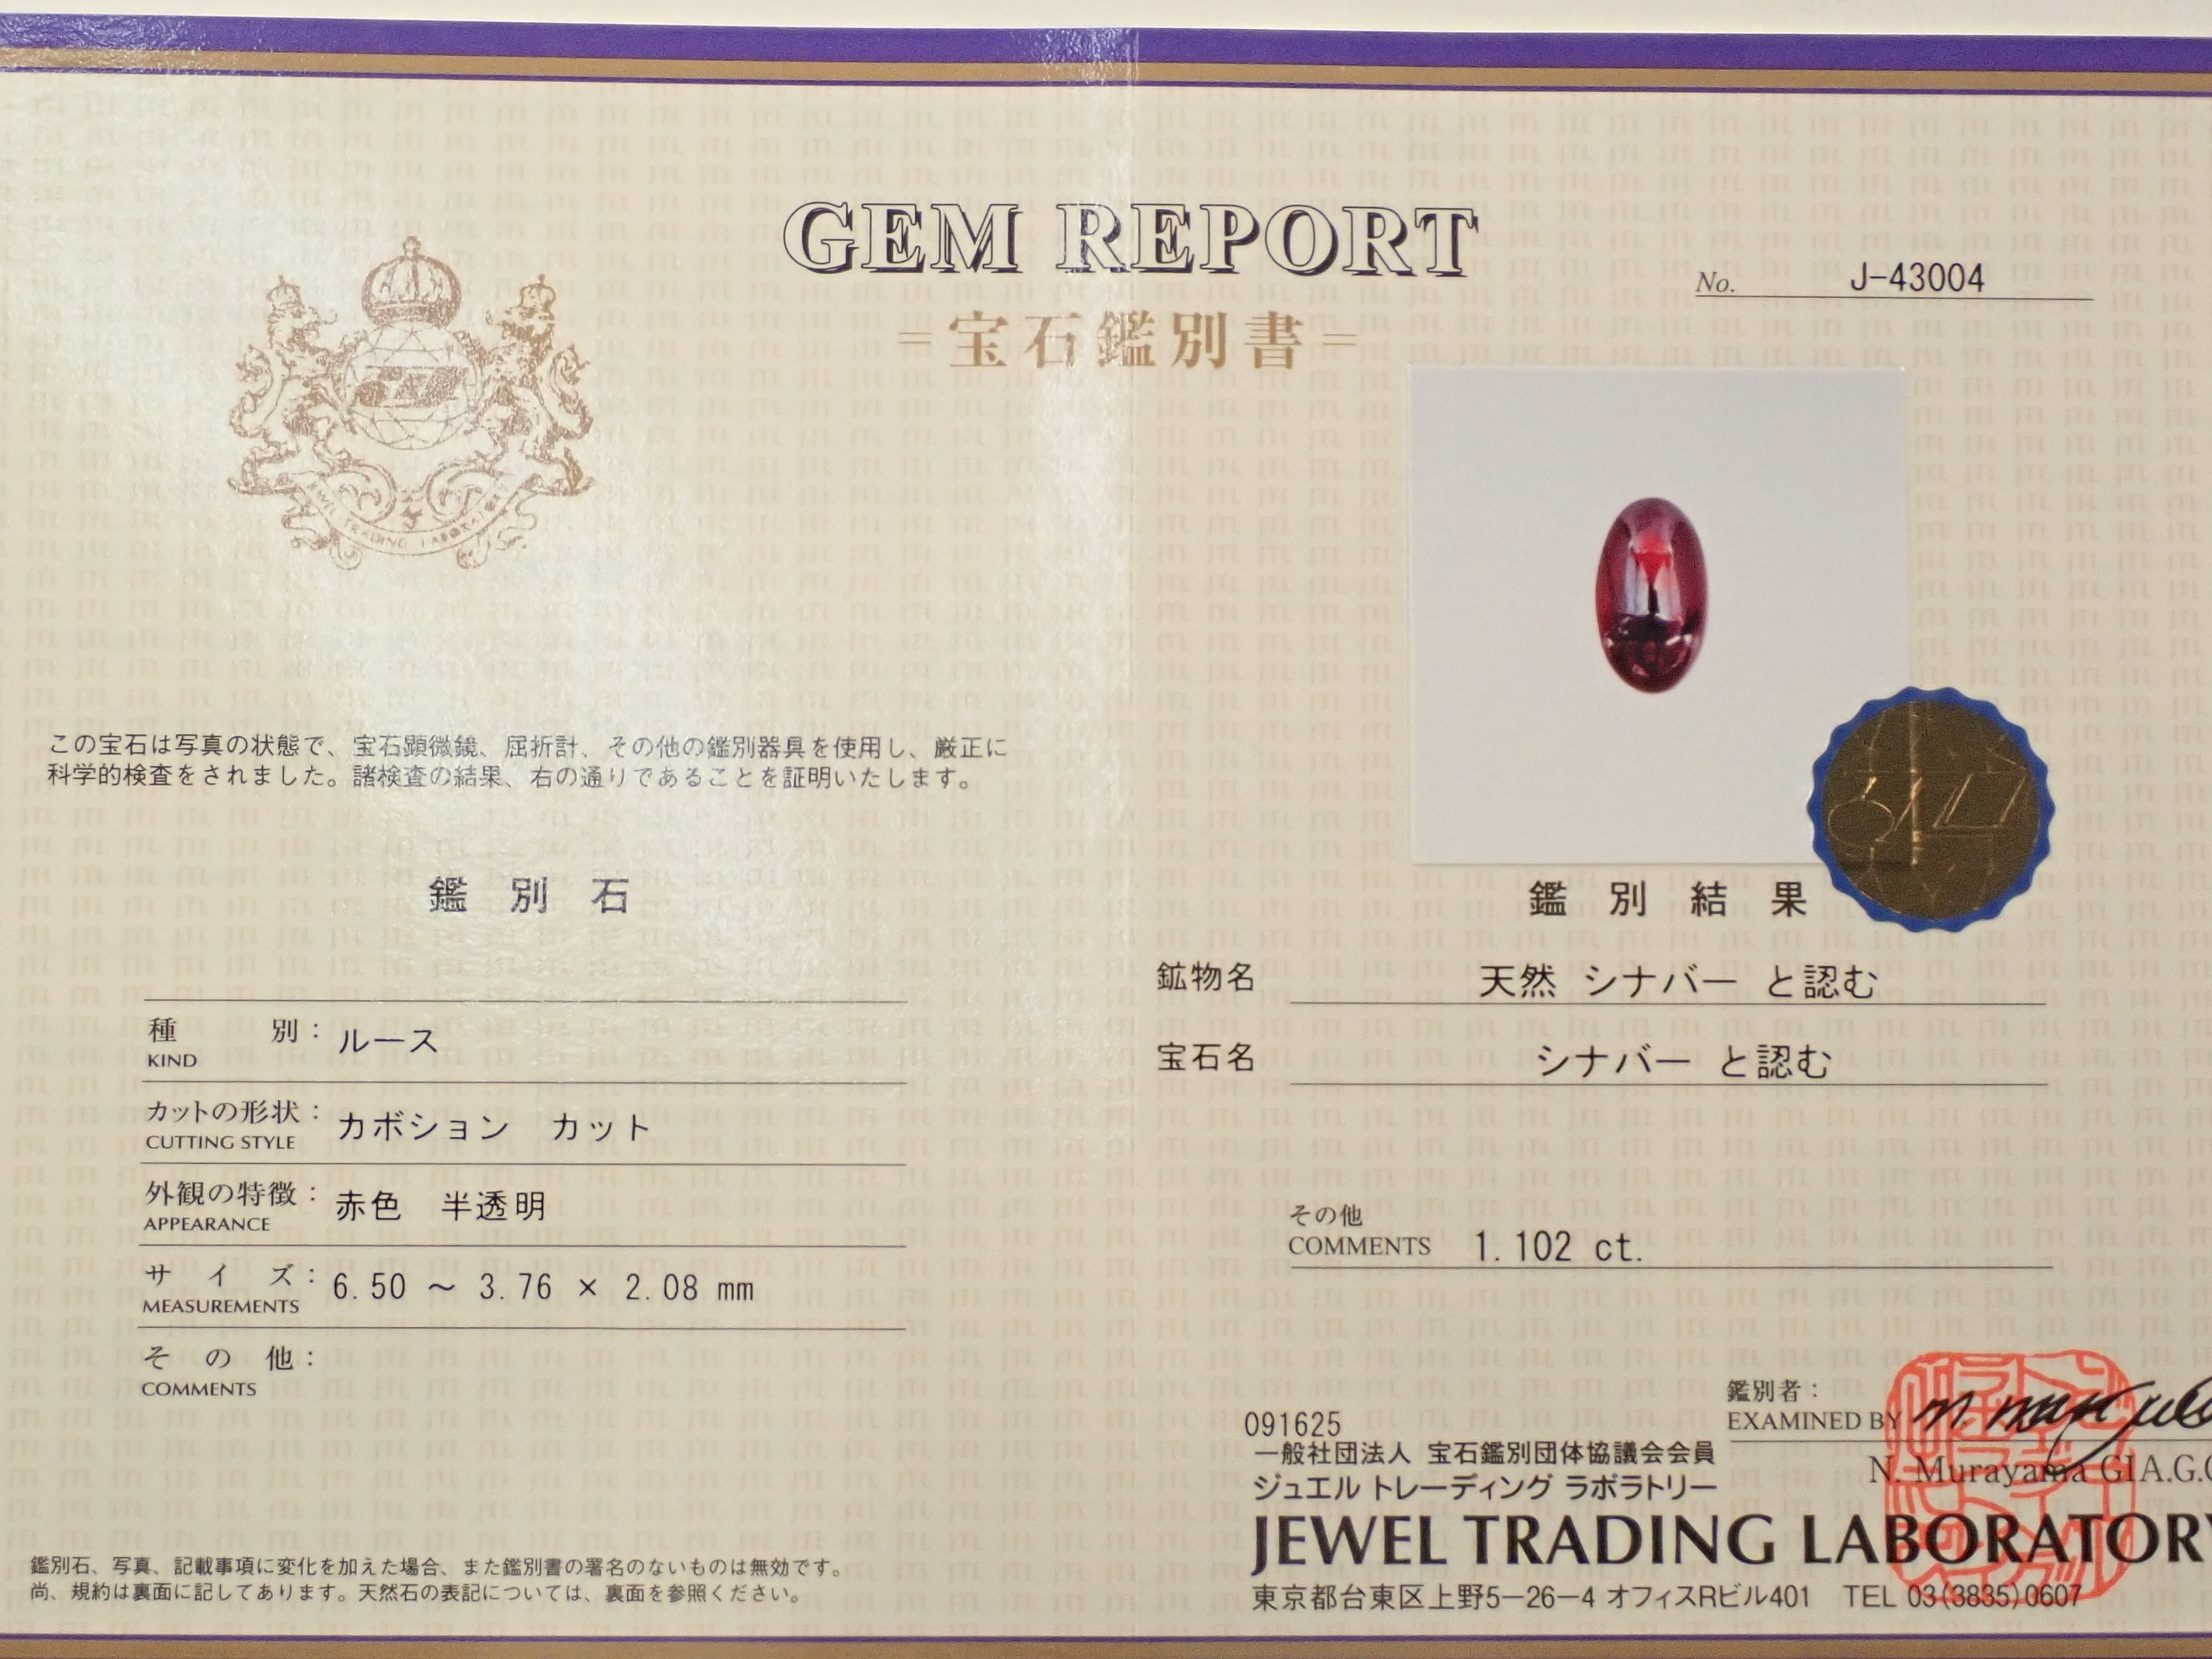 GEM REPORT
=宝石鑑別書=
No. J-43004
JEWEL TRADING LABORATORY
この宝石は写真の状態で、宝石顕微鏡、屈折計、その他の鑑別器具を使用し、厳正に
科学的検査をされました。諸検査の結果、右の通りであることを証明いたします。
鑑別石
種別: ルース
KIND
カットの形状: カボション カット
CUTTING STYLE
外観の特徴: 赤色 半透明
APPEARANCE
サイズ: 6.50 ～ 3.76 × 2.08 mm
MEASUREMENTS
その他:
COMMENTS
鑑別石、写真、記載事項に変化を加えた場合、また鑑別書の署名のないものは無効です。
尚、規約は裏面に記してあります。天然石の表記については、裏面を参照ください。
鑑別結果
鉱物名 天然 シナバー と認む
宝石名 シナバー と認む
その他
COMMENTS 1.102 ct.
鑑別者:
EXAMINED BY
N. Murayama GIA.G.
091625
一般社団法人 宝石鑑別団体協議会会員
ジュエル トレーディング ラボラトリー
JEWEL TRADING LABORATORY
東京都台東区上野5－26－4 オフィスRビル401 TEL 03(3835)0607